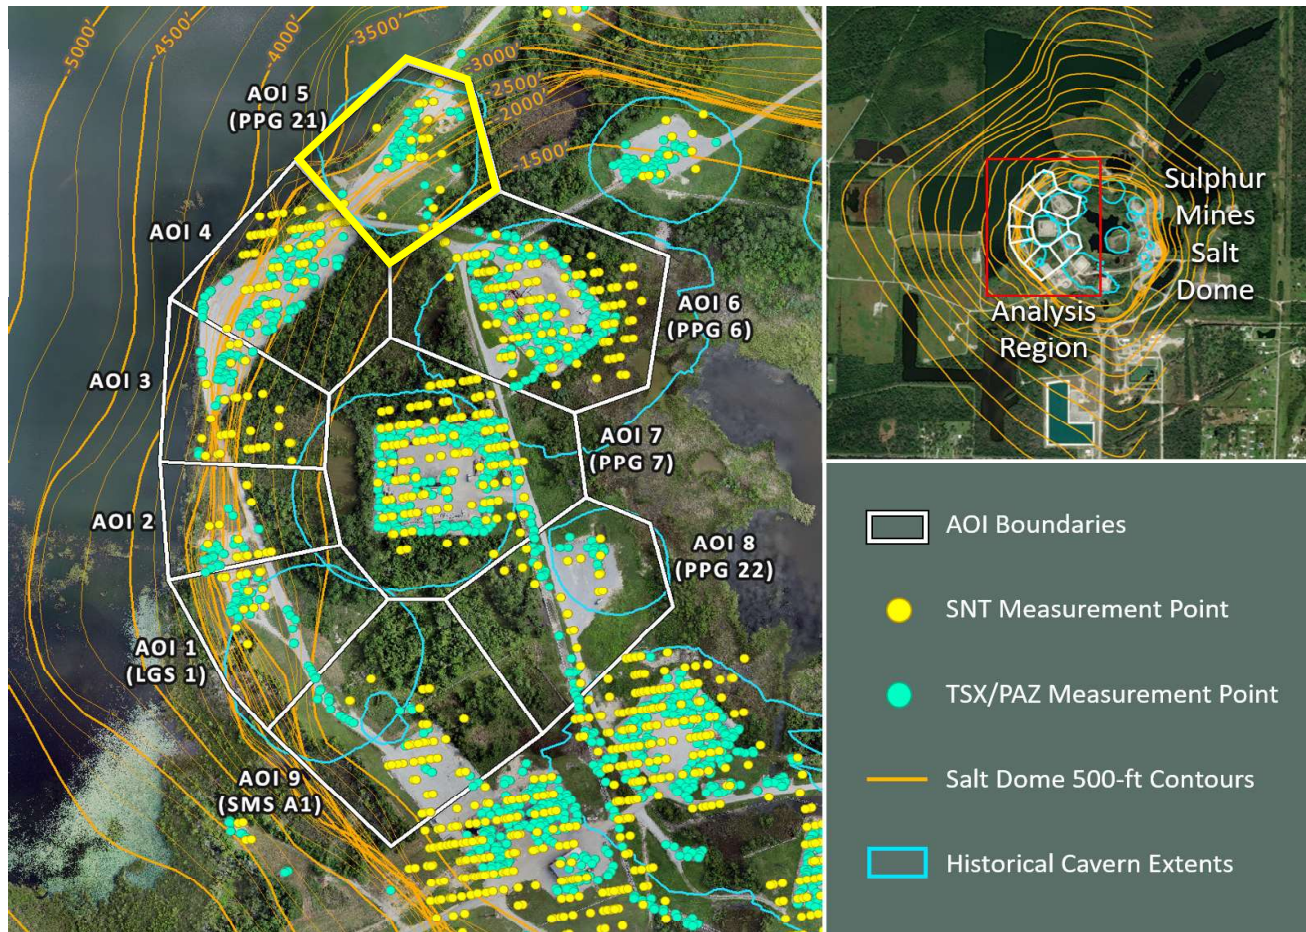 -5000'
-4500'
-4000'
-3500'
-3000'
-2500'
-2000'
-1500'
AOI 5
(PPG 21)
AOI 4
AOI 3
AOI 2
AOI 1
(LGS 1)
AOI 9
(SMS A1)
AOI 6
(PPG 6)
AOI 7
(PPG 7)
AOI 8
(PPG 22)
Sulphur
Mines
Salt
Dome
Analysis
Region
AOI Boundaries
SNT Measurement Point
TSX/PAZ Measurement Point
Salt Dome 500-ft Contours
Historical Cavern Extents